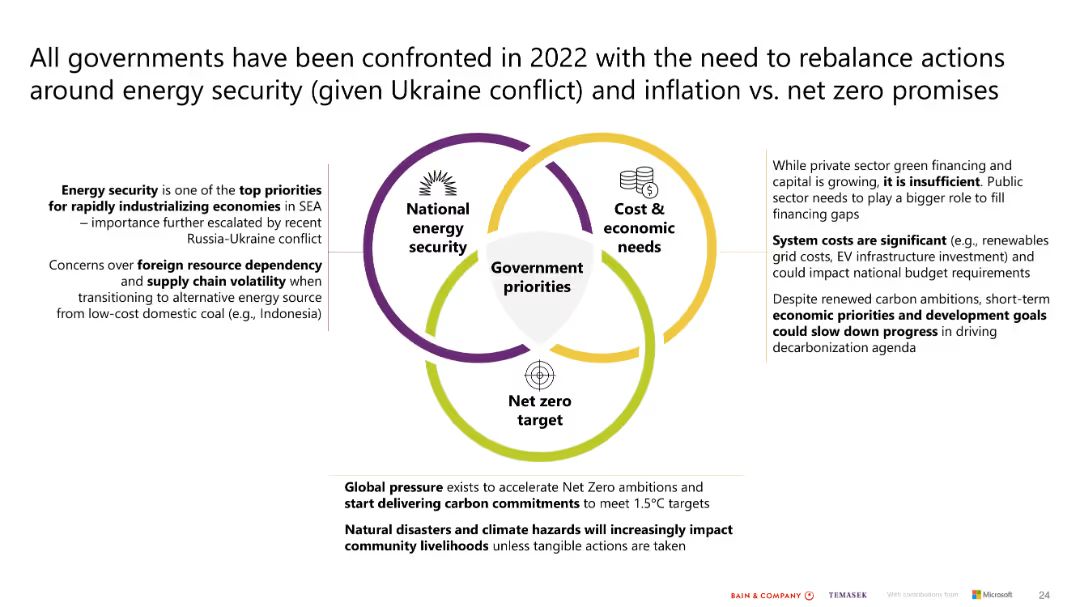 All governments have been confronted in 2022 with the need to rebalance actions
around energy security (given Ukraine conflict) and inflation vs. net zero promises
Energy security is one of the top priorities
for rapidly industrializing economies in SEA
– importance further escalated by recent
Russia-Ukraine conflict
Concerns over foreign resource dependency
and supply chain volatility when
transitioning to alternative energy source
from low-cost domestic coal (e.g., Indonesia)
National
energy
security
Cost &
economic
needs
Government
priorities
Net zero
target
While private sector green financing and
capital is growing, it is insufficient. Public
sector needs to play a bigger role to fill
financing gaps
System costs are significant (e.g., renewables
grid costs, EV infrastructure investment) and
could impact national budget requirements
Despite renewed carbon ambitions, short-term
economic priorities and development goals
could slow down progress in driving
decarbonization agenda
Global pressure exists to accelerate Net Zero ambitions and
start delivering carbon commitments to meet 1.5°C targets
Natural disasters and climate hazards will increasingly impact
community livelihoods unless tangible actions are taken
BAIN & COMPANY
TEMASEK
With contributions from
Microsoft
24